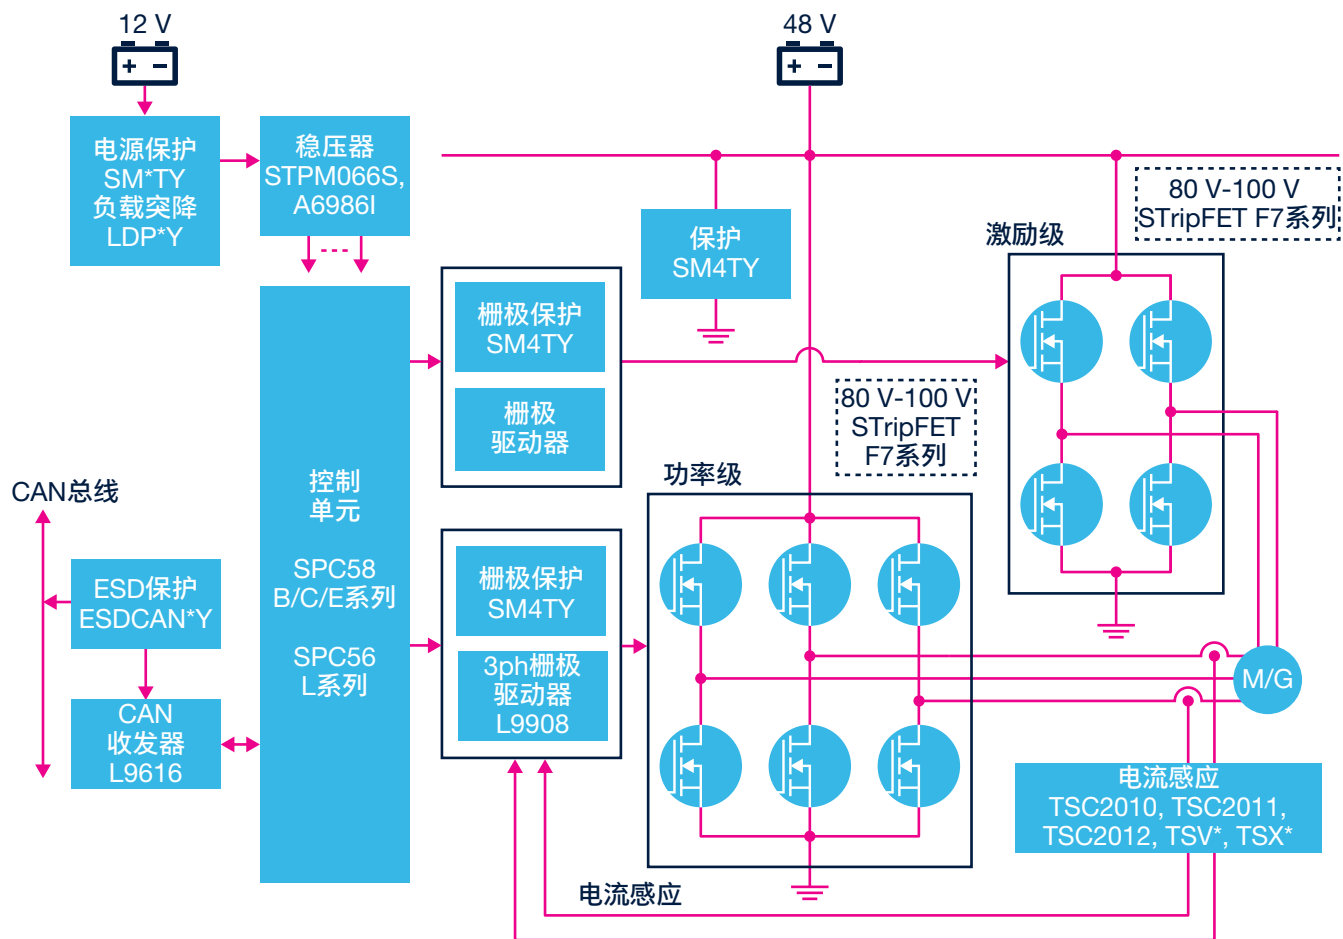 12 V
48 V
电源保护
SM*TY
负载突降
LDP*Y
稳压器
STPM066S,
A6986I
80 V-100 V
STripFET F7系列
激励级
保护
SM4TY
栅极保护
SM4TY
栅极
驱动器
80 V-100 V
STripFET
F7系列
功率级
CAN总线
控制
单元
SPC58
B/C/E系列
SPC56
L系列
ESD保护
ESDCAN*Y
CAN
收发器
L9616
栅极保护
SM4TY
3ph栅极
驱动器
L9908
M/G
电流感应
TSC2010, TSC2011,
TSC2012, TSV*, TSX*
电流感应